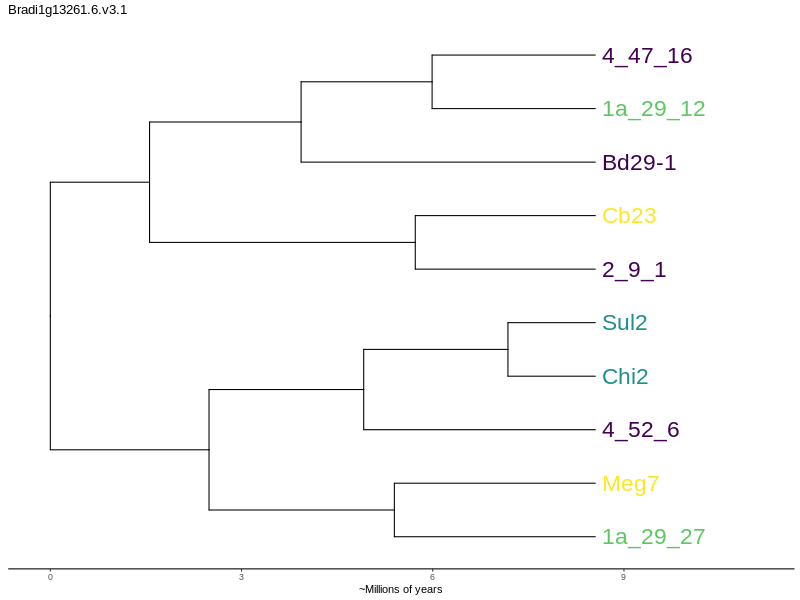 Bradi1g13261.6.v3.1
4_47_16
1a_29_12
Bd29-1
Cb23
2_9_1
Sul2
Chi2
4_52_6
Meg7
1a_29_27
0 3 6 9
~Millions of years